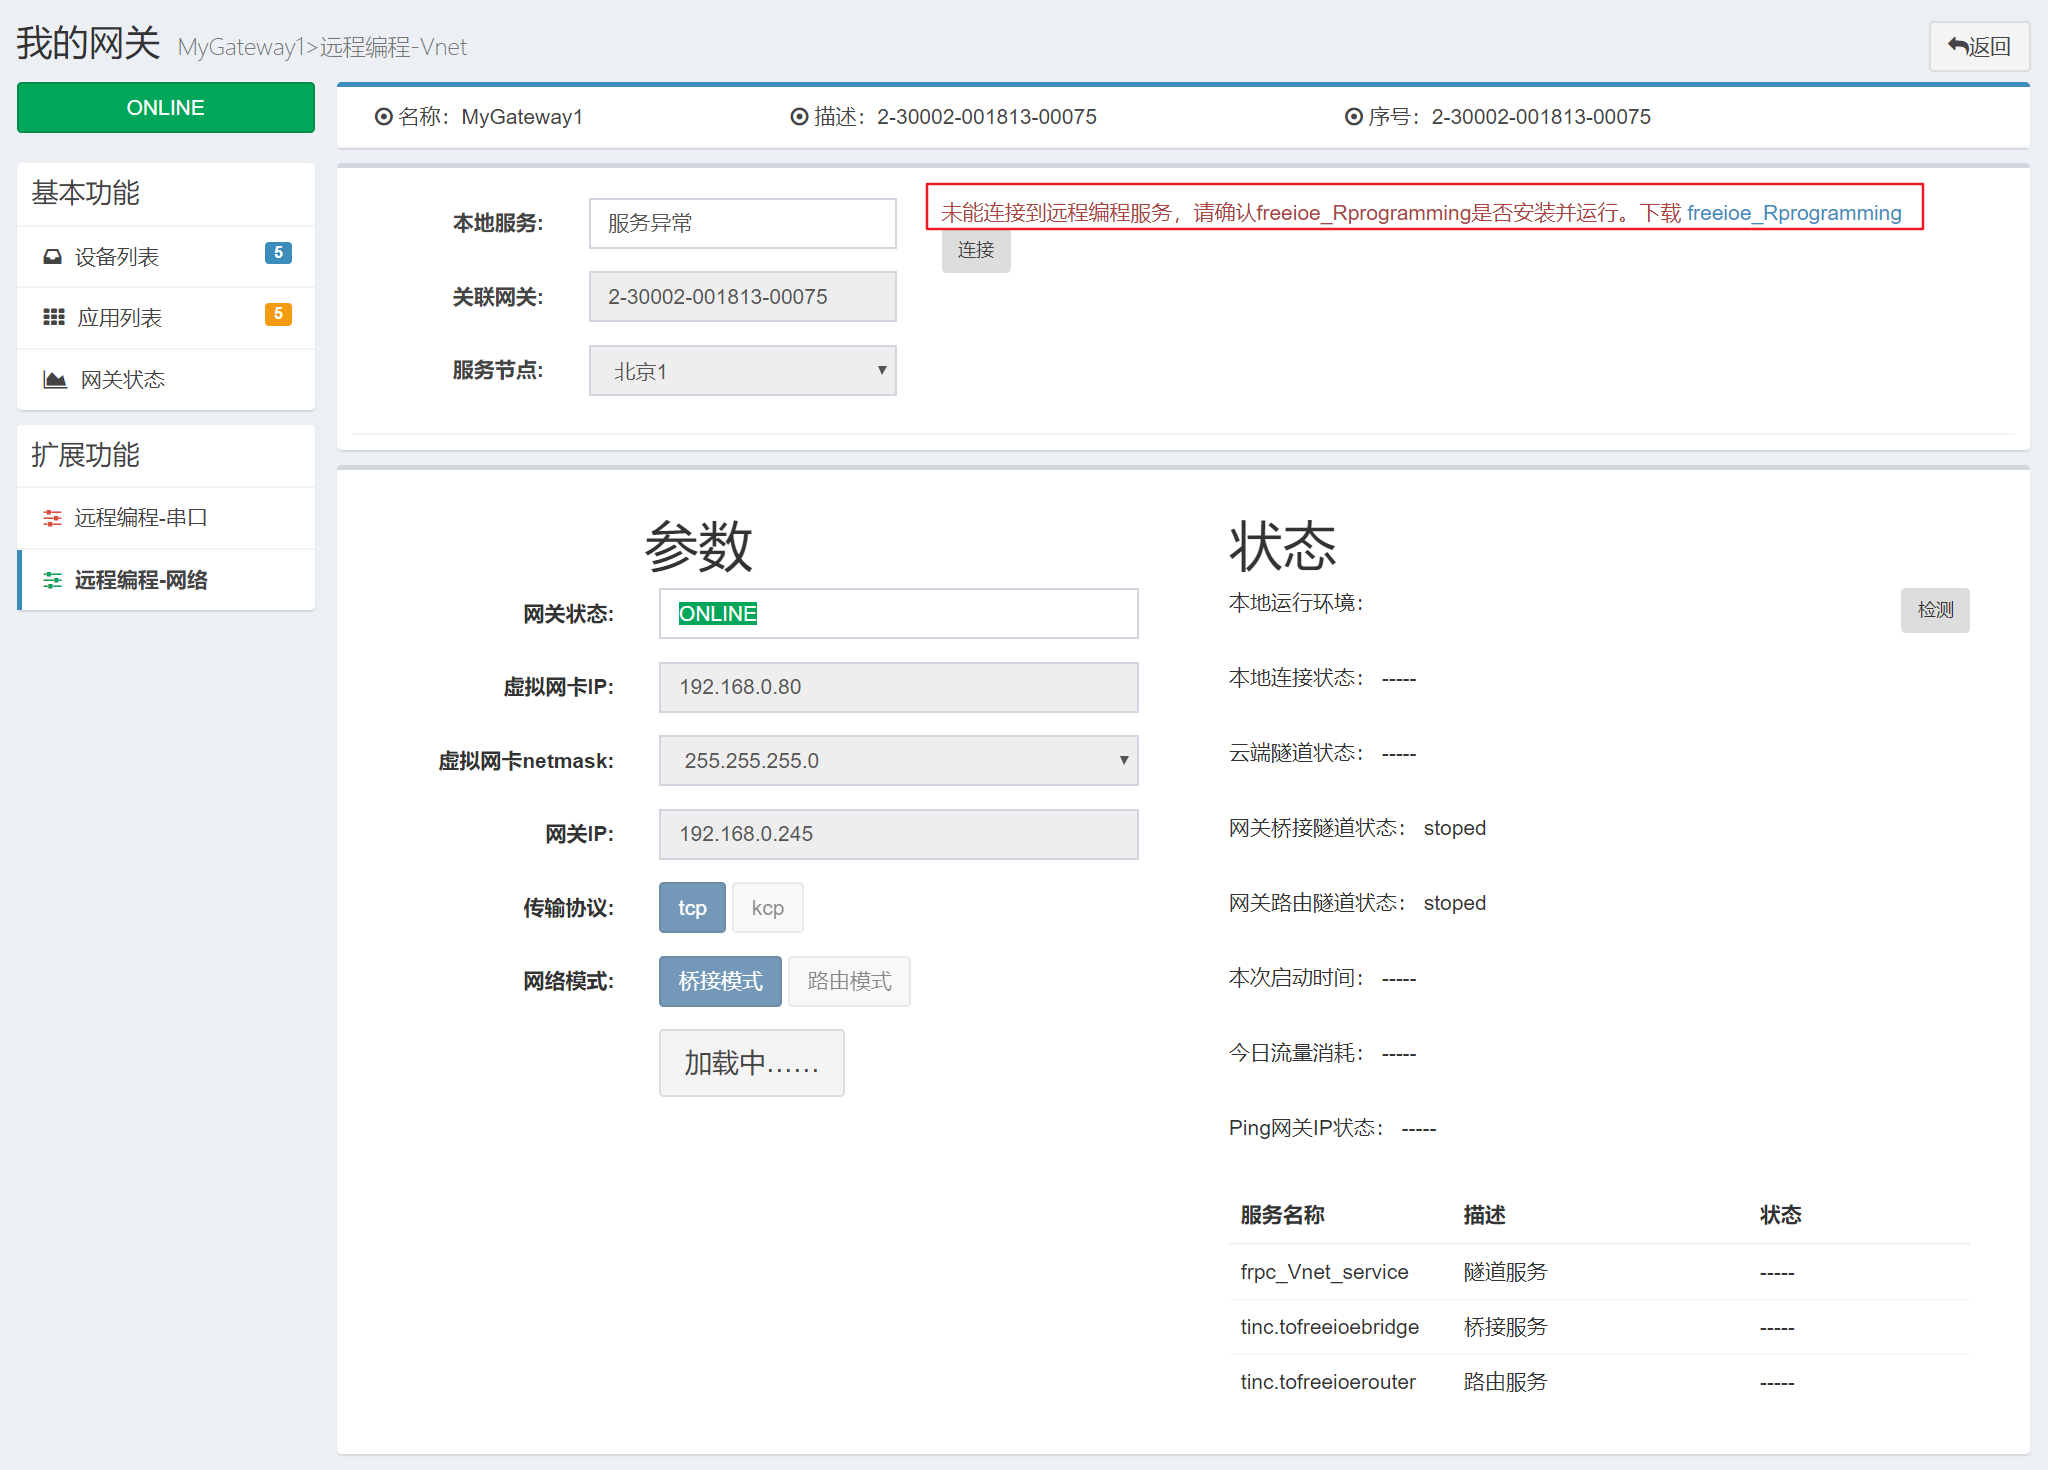 我的网关 MyGateway1>远程编程-Vnet
返回
ONLINE
名称：MyGateway1
描述：2-30002-001813-00075
序号：2-30002-001813-00075
基本功能
设备列表 5
应用列表 5
网关状态
扩展功能
远程编程-串口
远程编程-网络
本地服务: 服务异常
未能连接到远程编程服务，请确认freeioe_Rprogramming是否安装并运行。下载 freeioe_Rprogramming
连接
关联网关: 2-30002-001813-00075
服务节点: 北京1
参数
网关状态: ONLINE
虚拟网卡IP: 192.168.0.80
虚拟网卡netmask: 255.255.255.0
网关IP: 192.168.0.245
传输协议: tcp kcp
网络模式: 桥接模式 路由模式
加载中……
状态
本地运行环境：
检测
本地连接状态： -----
云端隧道状态： -----
网关桥接隧道状态： stoped
网关路由隧道状态： stoped
本次启动时间： -----
今日流量消耗： -----
Ping网关IP状态： -----
服务名称 描述 状态
frpc_Vnet_service 隧道服务 -----
tinc.tofreeioebridge 桥接服务 -----
tinc.tofreeioerouter 路由服务 -----